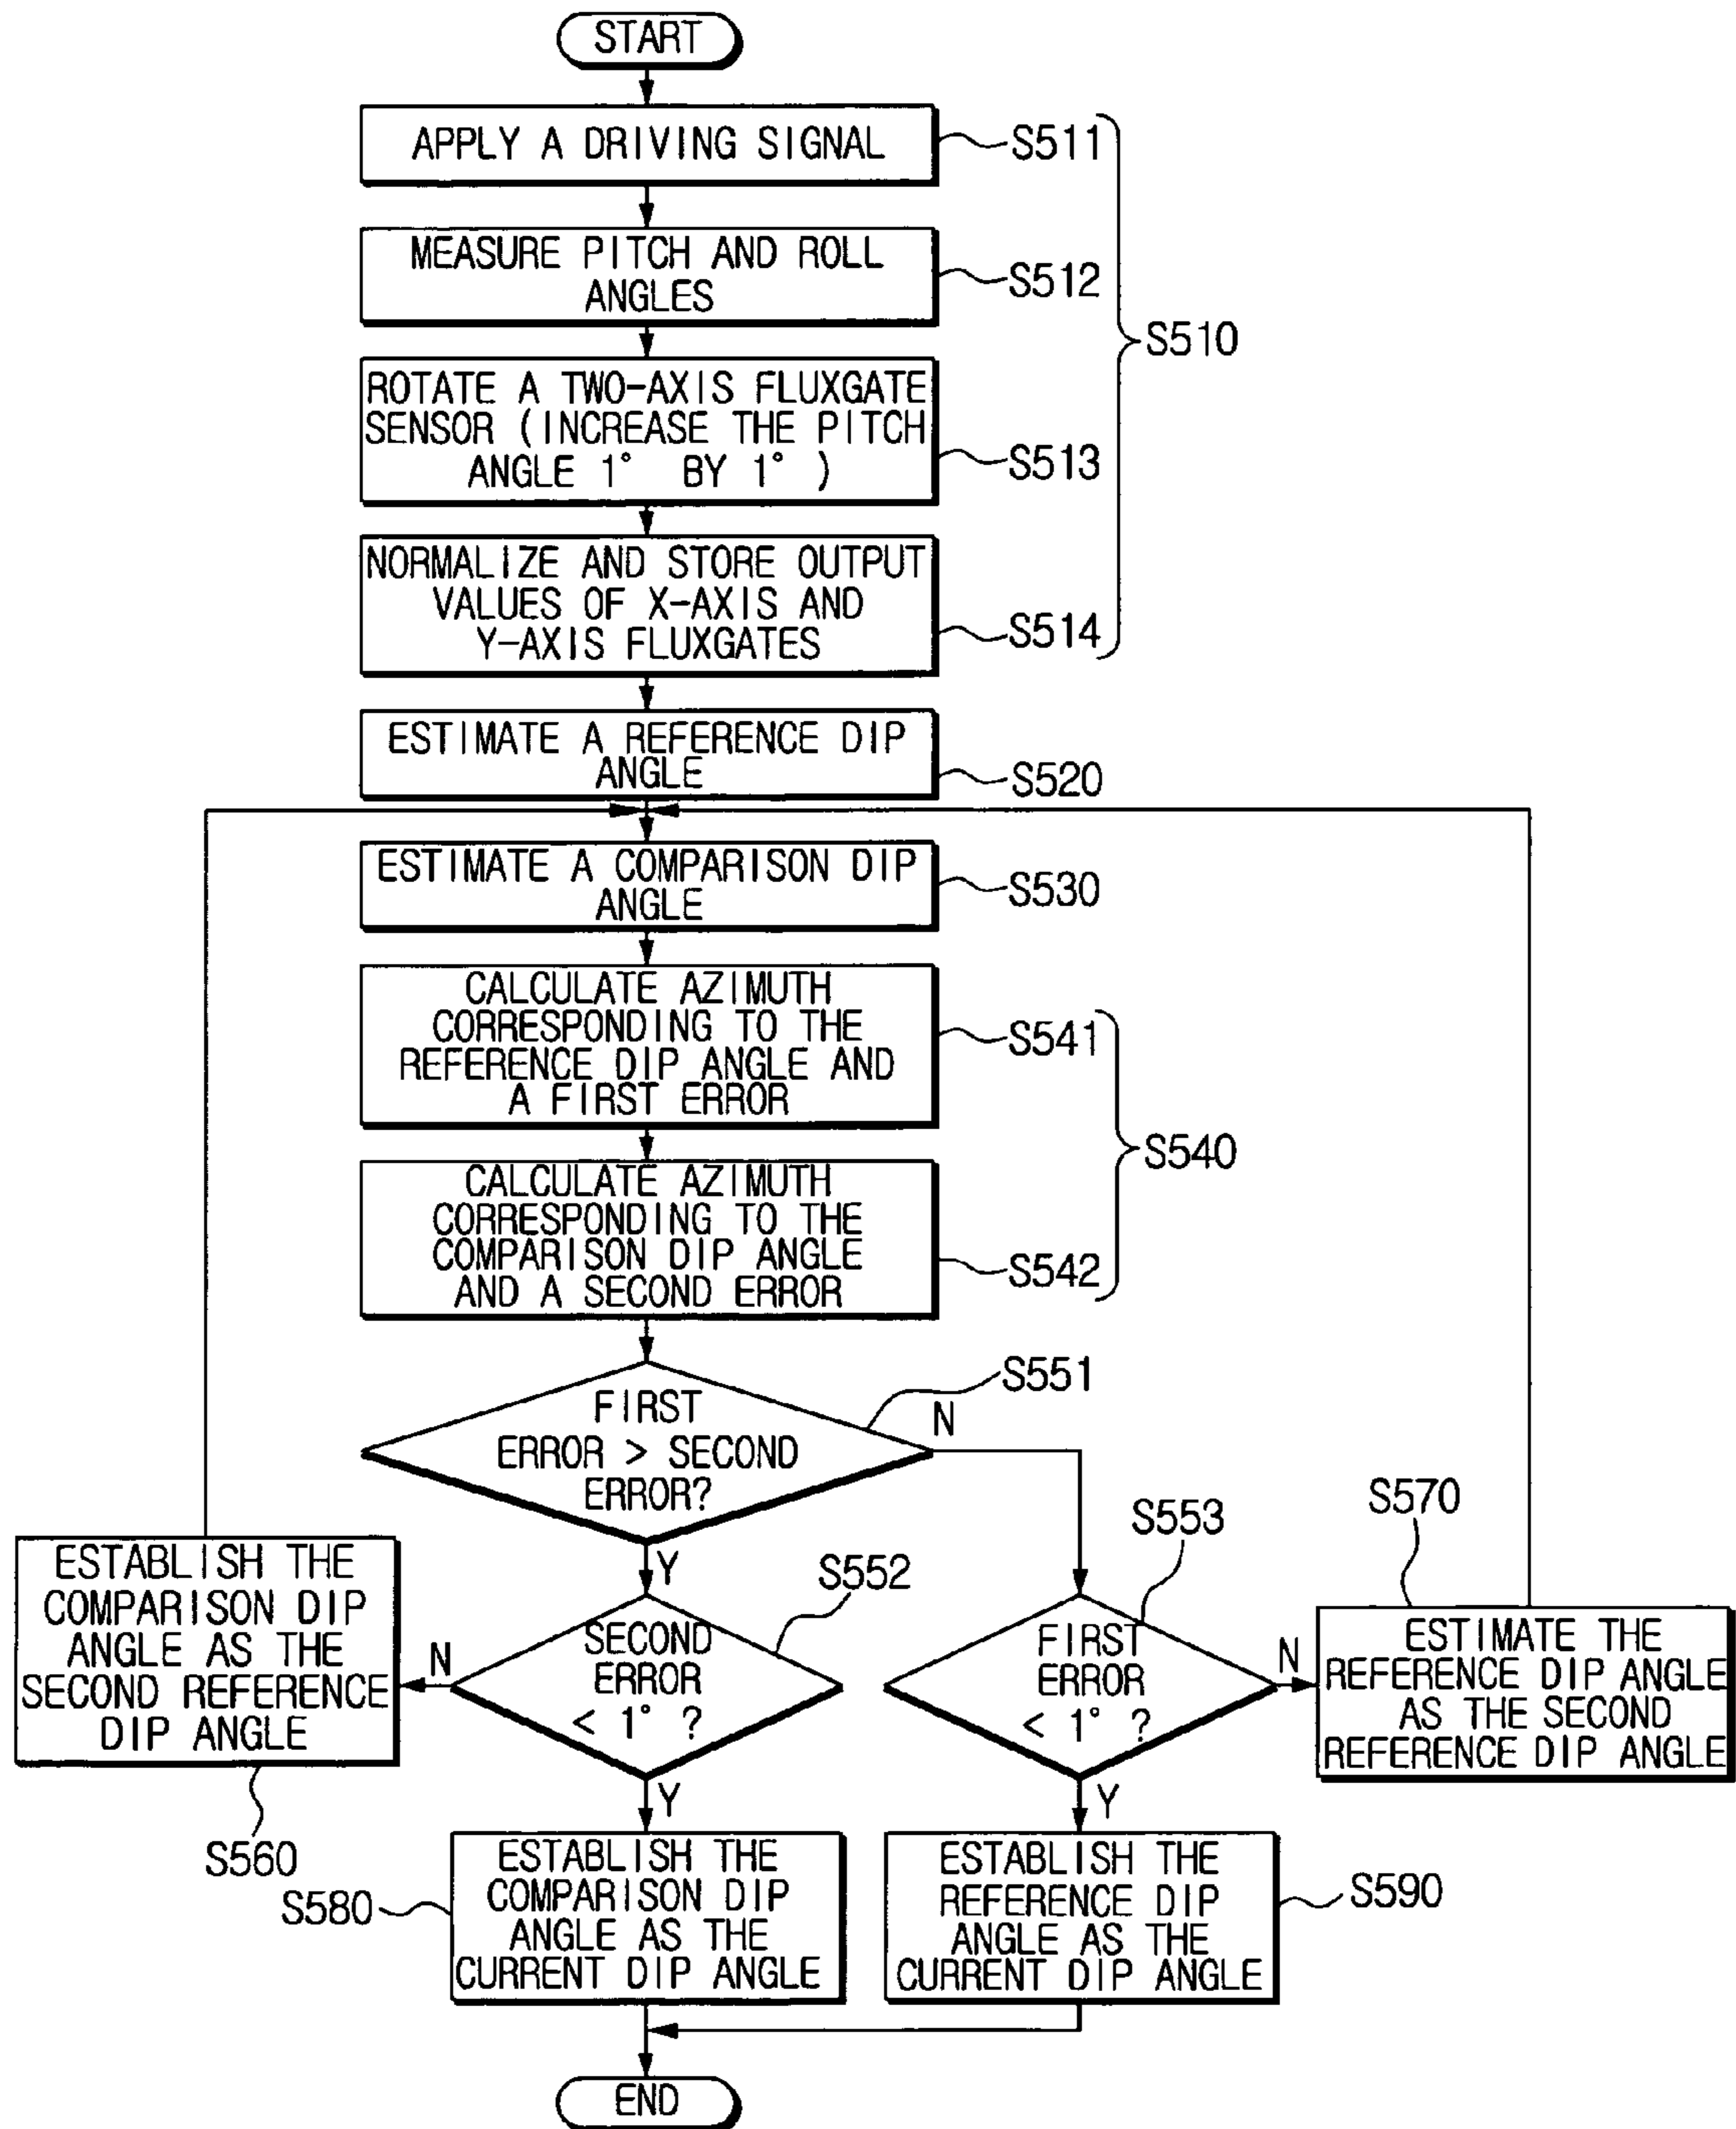 START
APPLY A DRIVING SIGNAL
S511
MEASURE PITCH AND ROLL
ANGLES
S512
S510
ROTATE A TWO-AXIS FLUXGATE
SENSOR (INCREASE THE PITCH
ANGLE 1° BY 1° )
S513
NORMALIZE AND STORE OUTPUT
VALUES OF X-AXIS AND
Y-AXIS FLUXGATES
S514
ESTIMATE A REFERENCE DIP
ANGLE
S520
ESTIMATE A COMPARISON DIP
ANGLE
S530
CALCULATE AZIMUTH
CORRESPONDING TO THE
REFERENCE DIP ANGLE AND
A FIRST ERROR
S541
S540
CALCULATE AZIMUTH
CORRESPONDING TO THE
COMPARISON DIP ANGLE
AND A SECOND ERROR
S542
FIRST
ERROR > SECOND
ERROR?
S551
N
Y
S552
S553
S570
ESTABLISH THE
COMPARISON DIP
ANGLE AS THE
SECOND REFERENCE
DIP ANGLE
S560
N
SECOND
ERROR
< 1° ?
Y
FIRST
ERROR
< 1° ?
N
Y
ESTIMATE THE
REFERENCE DIP ANGLE
AS THE SECOND
REFERENCE DIP ANGLE
S580
ESTABLISH THE
COMPARISON DIP
ANGLE AS THE
CURRENT DIP ANGLE
ESTABLISH THE
REFERENCE DIP
ANGLE AS THE
CURRENT DIP ANGLE
S590
END